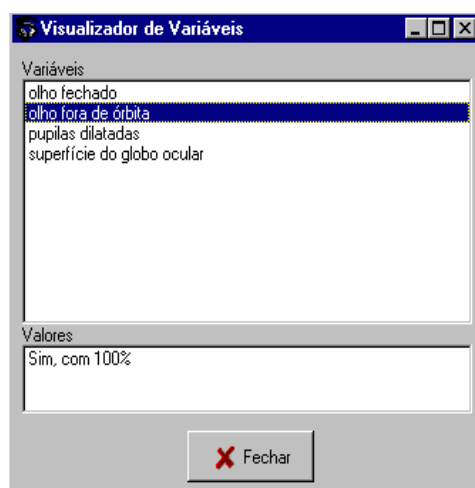 Visualizador de Variáveis
Variáveis
olho fechado
olho fora de órbita
pupilas dilatadas
superfície do globo ocular
Valores
Sim, com 100%
Fechar